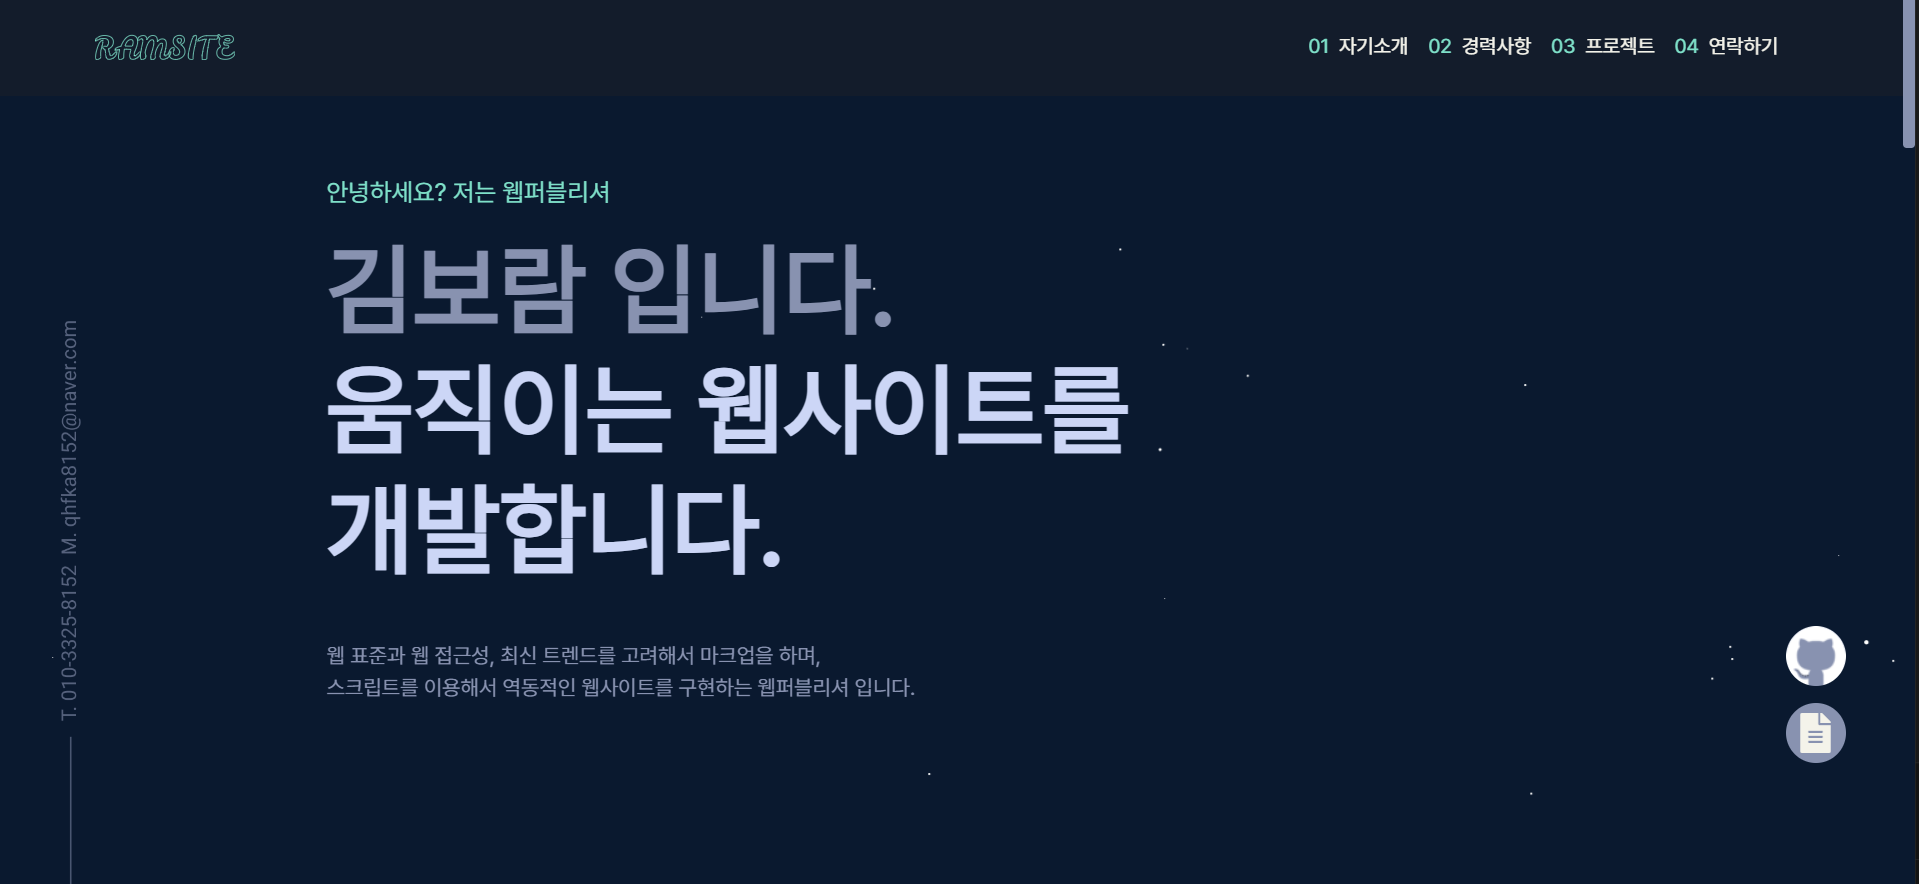 RAMSITE
01 자기소개 02 경력사항 03 프로젝트 04 연락하기
안녕하세요? 저는 웹퍼블리셔
김보람 입니다.
움직이는 웹사이트를
개발합니다.
웹 표준과 웹 접근성, 최신 트렌드를 고려해서 마크업을 하며,
스크립트를 이용해서 역동적인 웹사이트를 구현하는 웹퍼블리셔 입니다.
T. 010-3325-8152 M. qhfka8152@naver.com